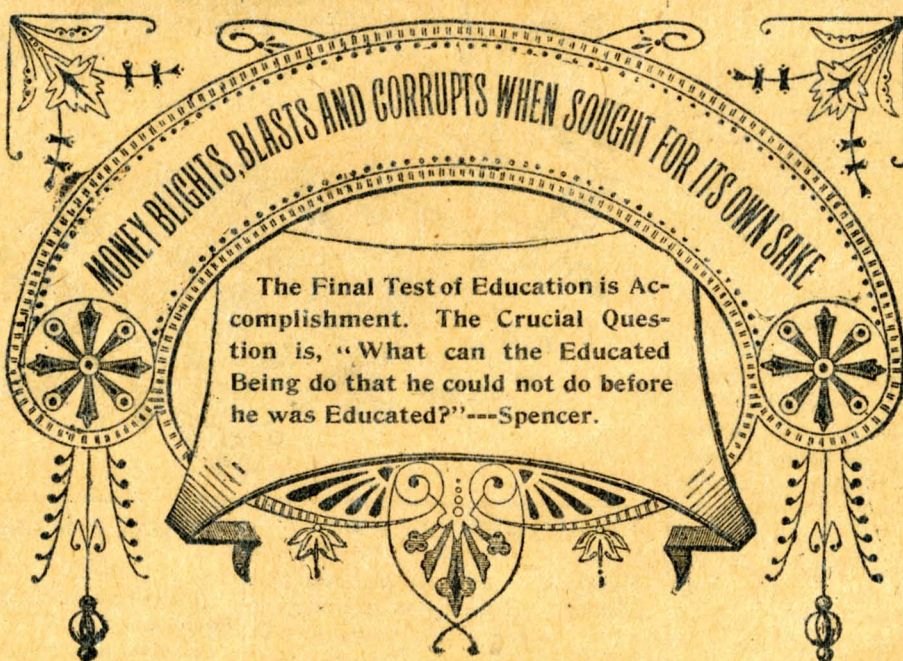 MONEY BLIGHTS, BLASTS AND CORRUPTS WHEN SOUGHT FOR ITS OWN SAKE
The Final Test of Education is Ac-
complishment. The Crucial Ques-
tion is, “What can the Educated
Being do that he could not do before
he was Educated?”---Spencer.